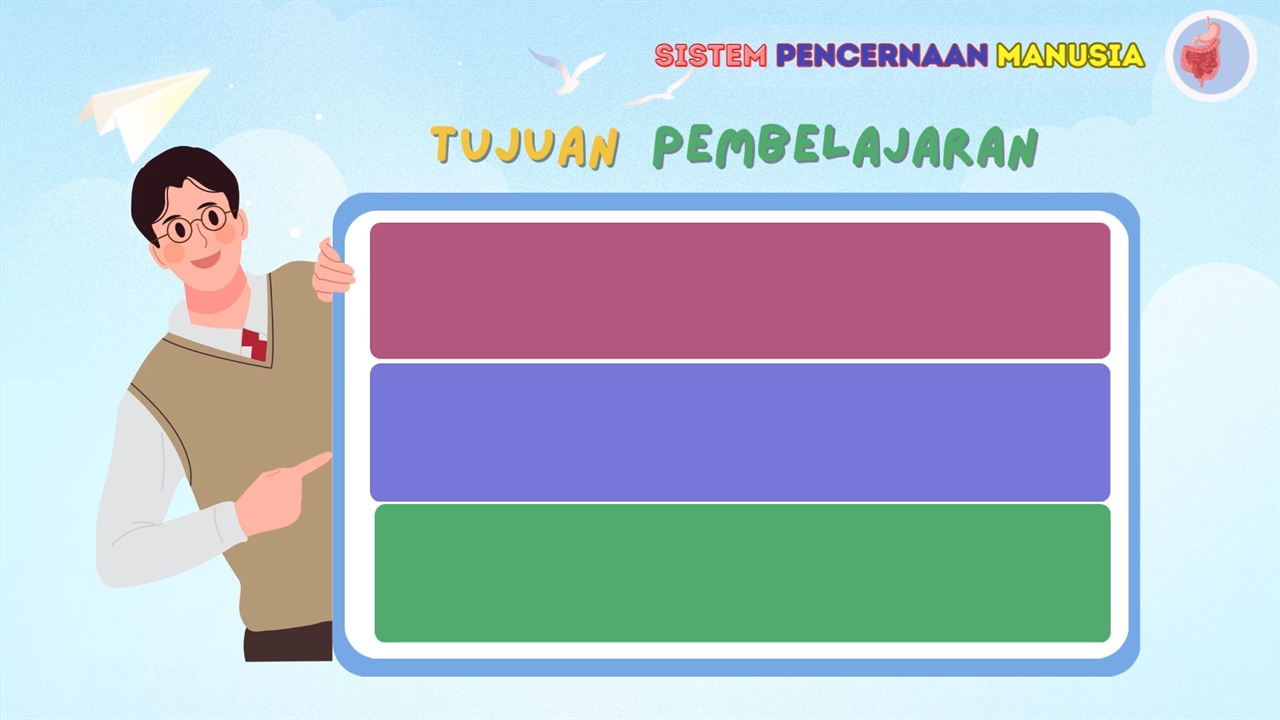 SISTEM PENCERNAAN MANUSIA
TUJUAN PEMBELAJARAN